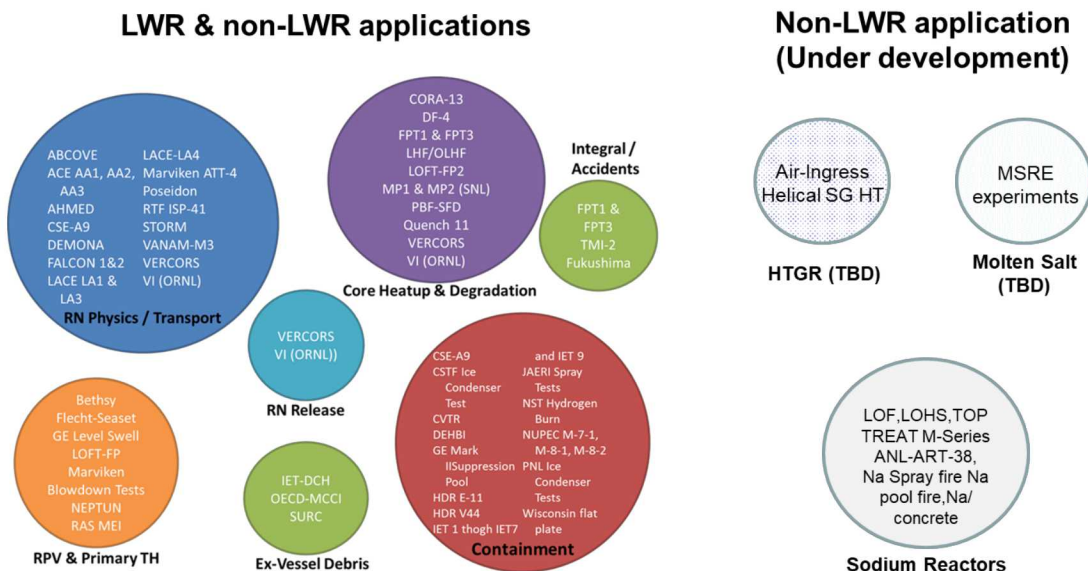 LWR & non-LWR applications
ABCOVE
ACE AA1, AA2,
AA3
AHMED
CSE-A9
DEMONA
FALCON 1&2
LACE LA1 &
LA3
LACE-LA4
Marviken ATT-4
Poseidon
RTF ISP-41
STORM
VANAM-M3
VERCORS
VI (ORNL)
RN Physics / Transport
CORA-13
DF-4
FPT1 & FPT3
LHF/OLHF
LOFT-FP2
MP1 & MP2 (SNL)
PBF-SFD
Quench 11
VERCORS
VI (ORNL)
Core Heatup & Degradation
Integral /
Accidents
FPT1 &
FPT3
TMI-2
Fukushima
VERCORS
VI (ORNL))
RN Release
Bethsy
Flecht-Seaset
GE Level Swell
LOFT-FP
Marviken
Blowdown Tests
NEPTUN
RAS MEI
RPV & Primary TH
IET-DCH
OECD-MCCI
SURC
Ex-Vessel Debris
CSE-A9
CSTF Ice
Condenser
Test
CVTR
DEHBI
GE Mark
IISuppression
Pool
HDR E-11
HDR V44
IET 1 thogh IET7
and IET 9
JAERI Spray
Tests
NST Hydrogen
Burn
NUPEC M-7-1,
M-8-1, M-8-2
PNL Ice
Condenser
Tests
Wisconsin flat
plate
Containment
Non-LWR application
(Under development)
Air-Ingress
Helical SG HT
HTGR (TBD)
MSRE
experiments
Molten Salt
(TBD)
LOF,LOHS,TOP
TREAT M-Series
ANL-ART-38,
Na Spray fire Na
pool fire,Na/
concrete
Sodium Reactors